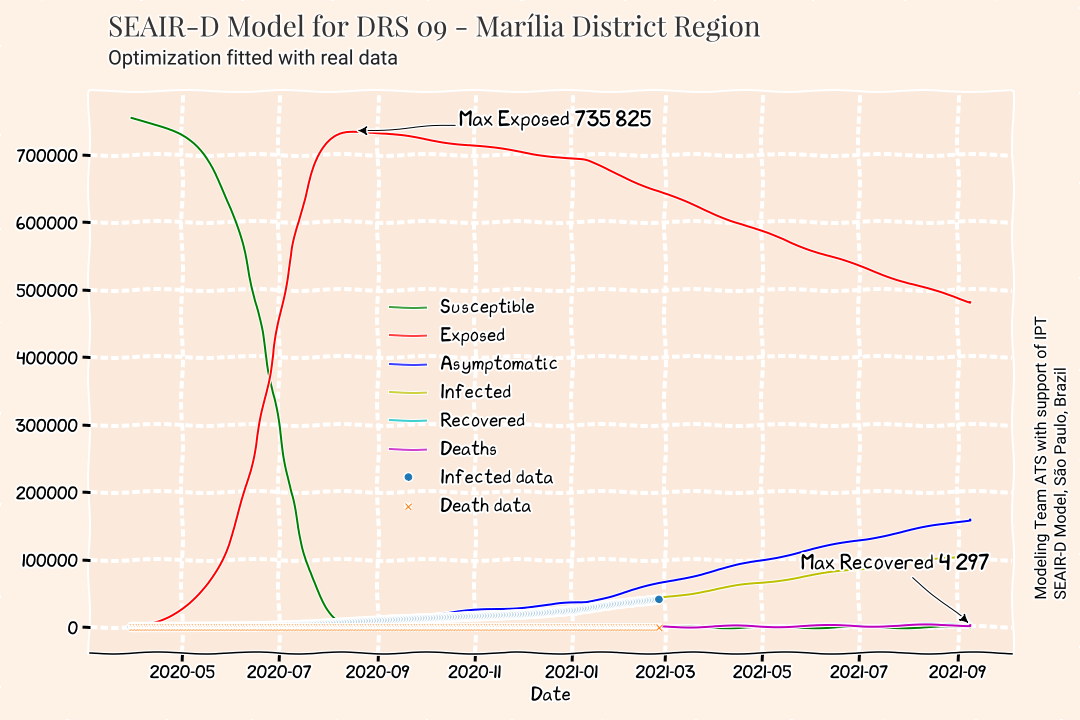 SEAIR-D Model for DRS 09 - Marília District Region
Optimization fitted with real data
Max Exposed 735 825
700000
600000
500000
400000
300000
200000
100000
0
Susceptible
Exposed
Asymptomatic
Infected
Recovered
Deaths
Infected data
Death data
Max Recovered 4 297
2020-05 2020-07 2020-09 2020-11 2021-01 2021-03 2021-05 2021-07 2021-09
Date
Modeling Team ATS with support of IPT
SEAIR-D Model, São Paulo, Brazil